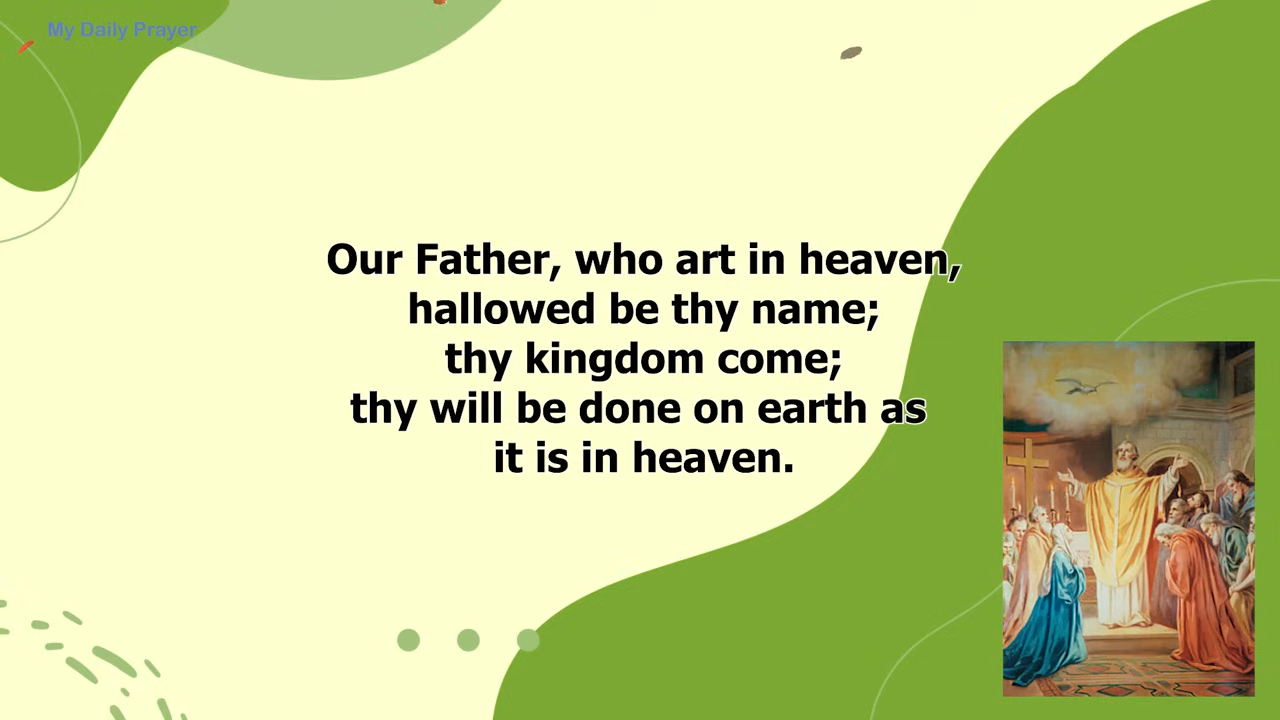 My Daily Prayer
Our Father, who art in heaven,
hallowed be thy name;
thy kingdom come;
thy will be done on earth as
it is in heaven.